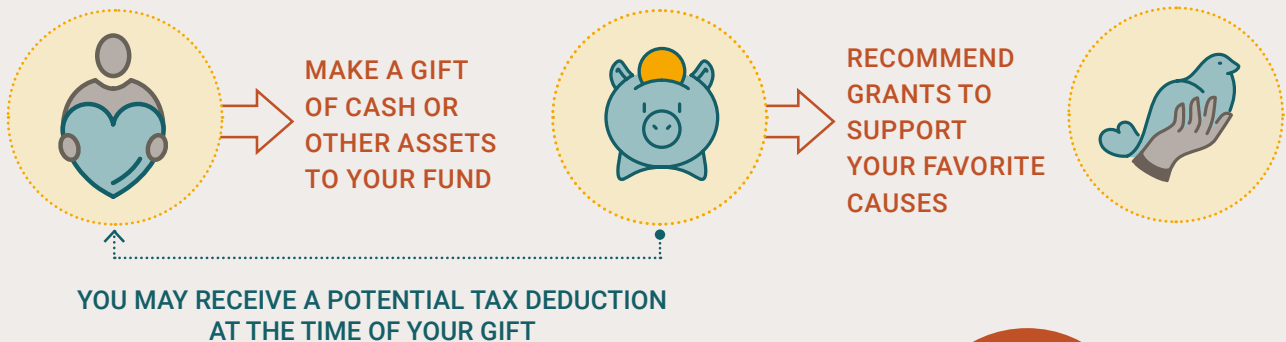 MAKE A GIFT
OF CASH OR
OTHER ASSETS
TO YOUR FUND
RECOMMEND
GRANTS TO
SUPPORT
YOUR FAVORITE
CAUSES
YOU MAY RECEIVE A POTENTIAL TAX DEDUCTION
AT THE TIME OF YOUR GIFT